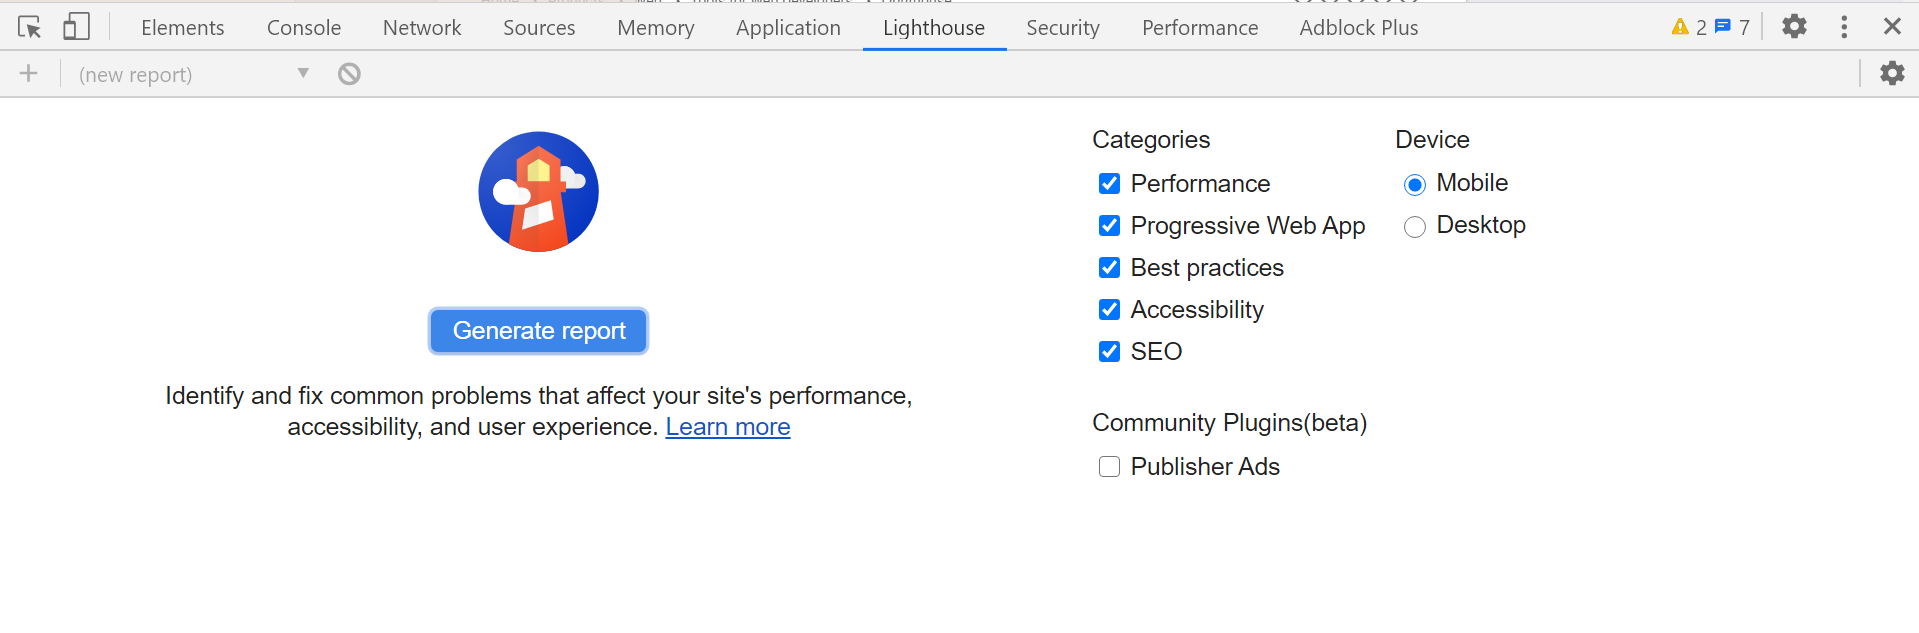 Elements Console Network Sources Memory Application Lighthouse Security Performance Adblock Plus 2 7
(new report)
Categories
Performance
Progressive Web App
Best practices
Accessibility
SEO
Device
Mobile
Desktop
Generate report
Identify and fix common problems that affect your site's performance,
accessibility, and user experience. Learn more
Community Plugins(beta)
Publisher Ads